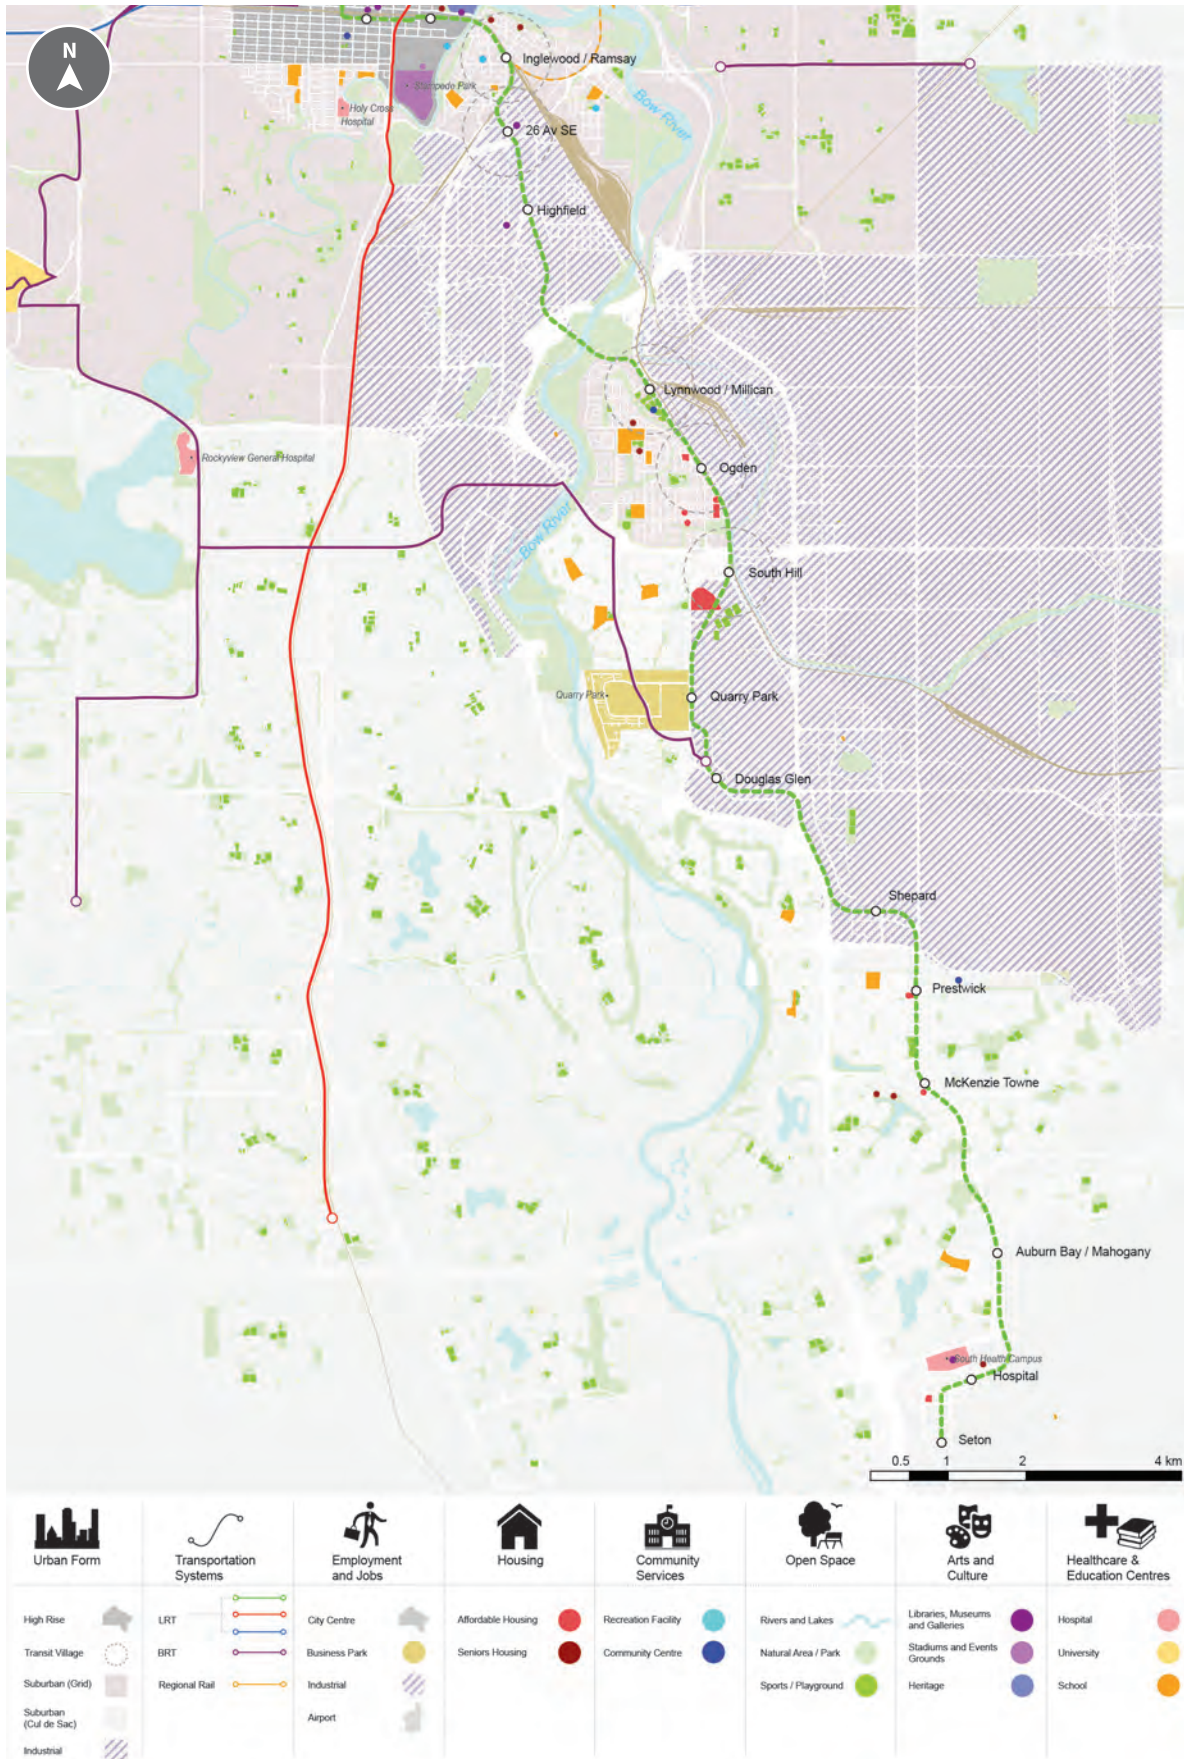 N
Inglewood / Ramsay
Stampede Park
Holy Cross
Hospital
Bow River
26 Av SE
Highfield
Lynnwood / Millican
Rockyview General Hospital
Ogden
Bow River
South Hill
Quarry Park
Quarry Park
Douglas Glen
Shepard
Prestwick
McKenzie Towne
Auburn Bay / Mahogany
South Health Campus
Hospital
Seton
0.5 1 2 4 km
Urban Form
High Rise
Transit Village
Suburban (Grid)
Suburban
(Cul de Sac)
Industrial
Transportation
Systems
LRT
BRT
Regional Rail
Employment
and Jobs
City Centre
Business Park
Industrial
Airport
Housing
Affordable Housing
Seniors Housing
Community
Services
Recreation Facility
Community Centre
Open Space
Rivers and Lakes
Natural Area / Park
Sports / Playground
Arts and
Culture
Libraries, Museums
and Galleries
Stadiums and Events
Grounds
Heritage
Healthcare &
Education Centres
Hospital
University
School